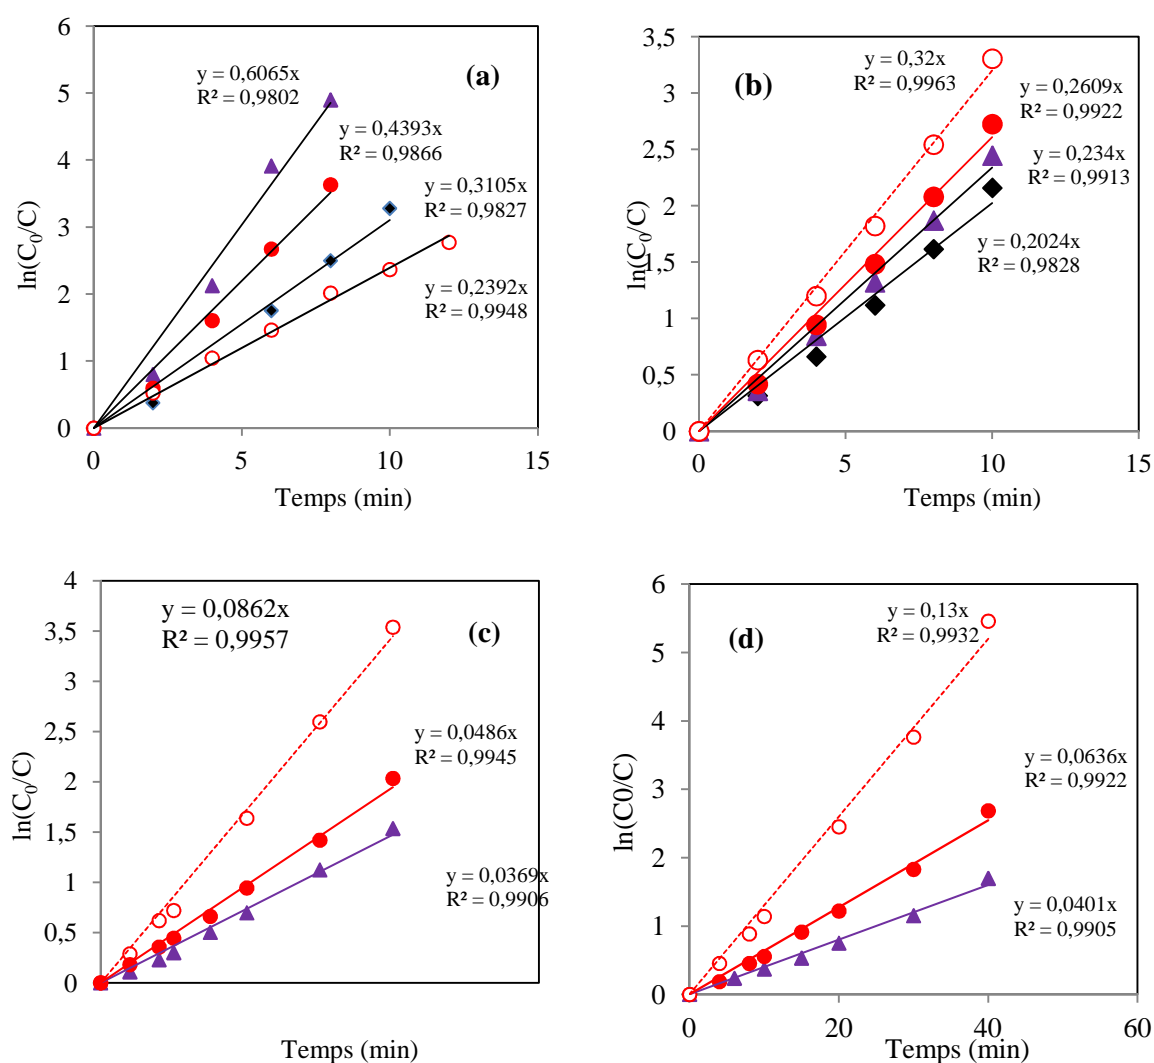 6
5
4
3
2
1
0
ln(C₀/C)
y = 0,6065x
R² = 0,9802
(a)
y = 0,4393x
R² = 0,9866
y = 0,3105x
R² = 0,9827
y = 0,2392x
R² = 0,9948
0 5 10 15
Temps (min)
3,5
3
2,5
2
1,5
1
0,5
0
ln(C₀/C)
y = 0,32x
R² = 0,9963
(b)
y = 0,2609x
R² = 0,9922
y = 0,234x
R² = 0,9913
y = 0,2024x
R² = 0,9828
0 5 10 15
Temps (min)
4
3,5
3
2,5
2
1,5
1
0,5
0
ln(C₀/C)
y = 0,0862x
R² = 0,9957
(c)
y = 0,0486x
R² = 0,9945
y = 0,0369x
R² = 0,9906
Temps (min)
6
5
4
3
2
1
0
ln(C0/C)
y = 0,13x
R² = 0,9932
(d)
y = 0,0636x
R² = 0,9922
y = 0,0401x
R² = 0,9905
0 20 40 60
Temps (min)